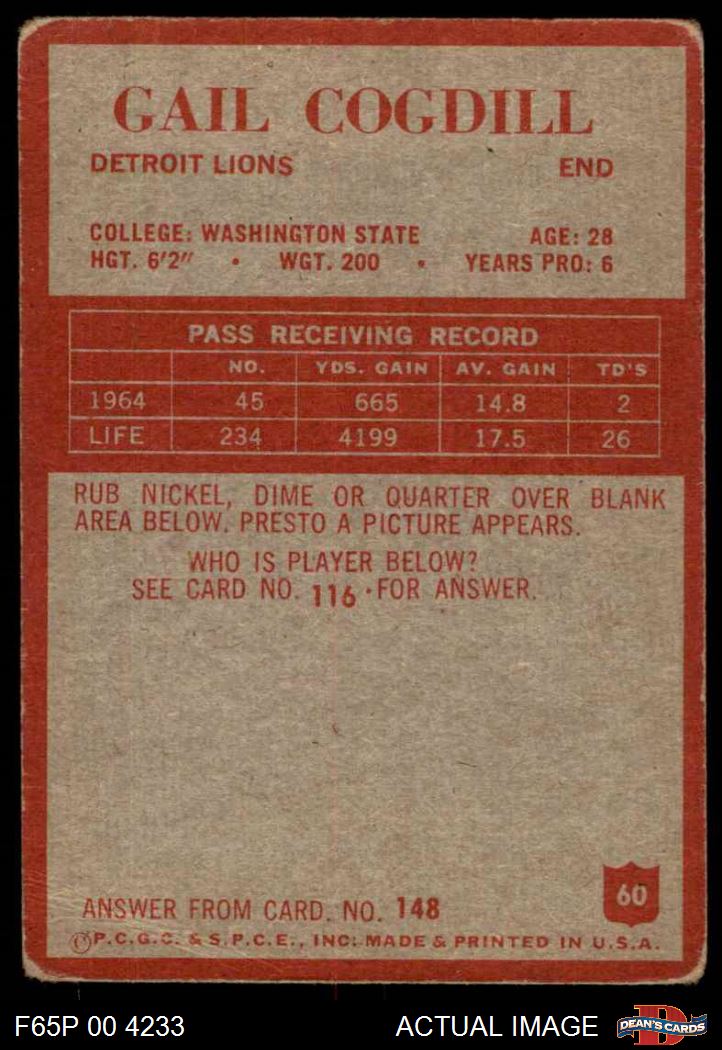 GAIL COGDILL
DETROIT LIONS END
COLLEGE: WASHINGTON STATE AGE: 28
HGT. 6'2" • WGT. 200 • YEARS PRO: 6
PASS RECEIVING RECORD
NO. YDS. GAIN AV. GAIN TD'S
1964 45 665 14.8 2
LIFE 234 4199 17.5 26
RUB NICKEL, DIME OR QUARTER OVER BLANK
AREA BELOW. PRESTO A PICTURE APPEARS.
WHO IS PLAYER BELOW?
SEE CARD NO. 116 · FOR ANSWER.
60
ANSWER FROM CARD. NO. 148
©P.C.G.C. & S.P.C.E., INC. MADE & PRINTED IN U.S.A.
F65P 00 4233 ACTUAL IMAGE
D
DEAN'S CARDS